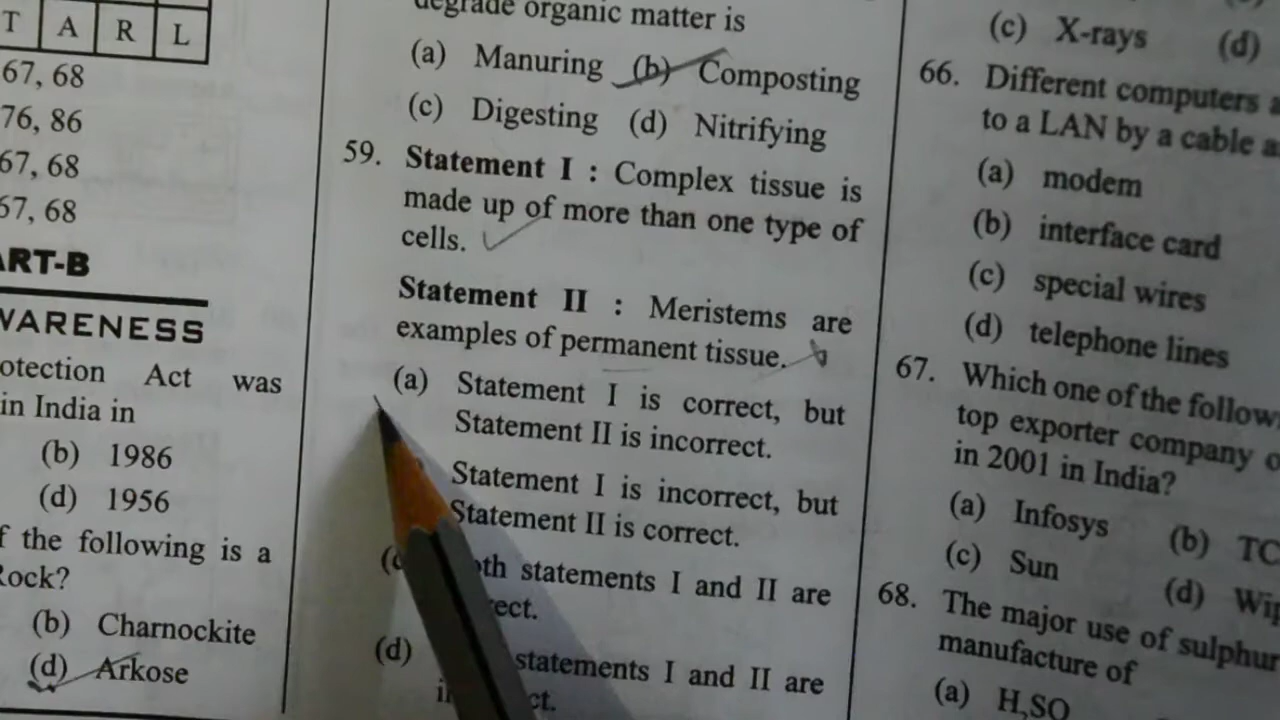 T A R L
67, 68
76, 86
67, 68
67, 68
RT-B
WARENESS
otection Act was
in India in
(b) 1986
(d) 1956
f the following is a
Rock?
(b) Charnockite
(d) Arkose
degrade organic matter is
(a) Manuring (b) Composting
(c) Digesting (d) Nitrifying
59. Statement I : Complex tissue is
made up of more than one type of
cells.
Statement II : Meristems are
examples of permanent tissue.
(a) Statement I is correct, but
Statement II is incorrect.
Statement I is incorrect, but
Statement II is correct.
(c th statements I and II are
rect.
(d) statements I and II are
i ct.
(c) X-rays (d)
66. Different computers a
to a LAN by a cable a
(a) modem
(b) interface card
(c) special wires
(d) telephone lines
67. Which one of the follow
top exporter company o
in 2001 in India?
(a) Infosys (b) TC
(c) Sun (d) Wip
68. The major use of sulphur
manufacture of
(a) H2SO